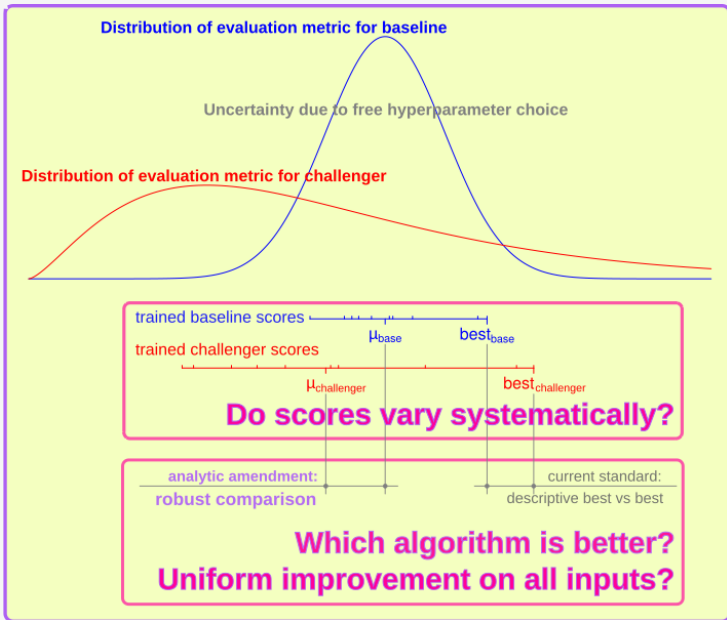 Distribution of evaluation metric for baseline
Uncertainty due to free hyperparameter choice
Distribution of evaluation metric for challenger
trained baseline scores
μbase
bestbase
trained challenger scores
μchallenger
bestchallenger
Do scores vary systematically?
analytic amendment:
current standard:
robust comparison
descriptive best vs best
Which algorithm is better?
Uniform improvement on all inputs?